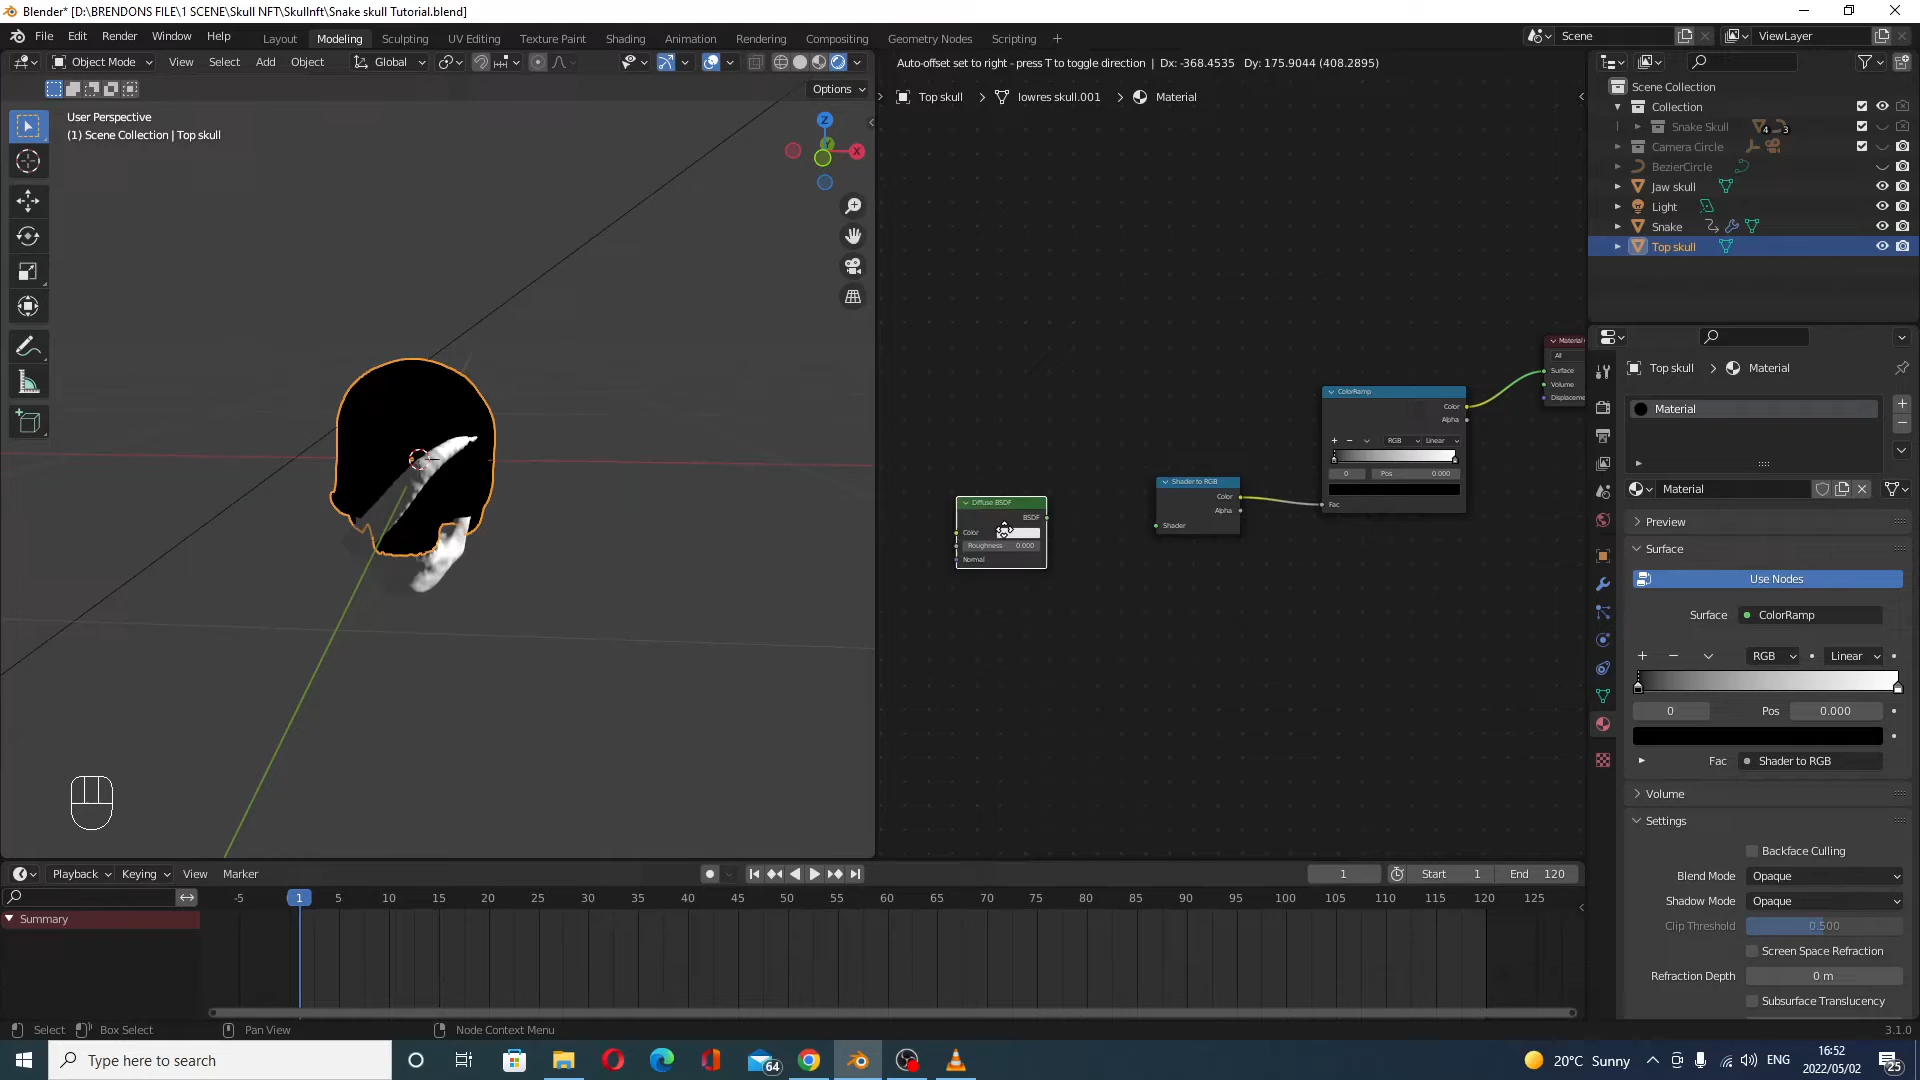 Blender* [D:\BRENDONS FILE\1 SCENE\Skull NFT\Skullnft\Snake skull Tutorial.blend]
File Edit Render Window Help
Layout Modeling Sculpting UV Editing Texture Paint Shading Animation Rendering Compositing Geometry Nodes Scripting +
Scene
ViewLayer
Object Mode View Select Add Object Global
Auto-offset set to right - press T to toggle direction | Dx: -368.4535 Dy: 175.9044 (408.2895)
Options
Top skull > lowres skull.001 > Material
User Perspective
(1) Scene Collection | Top skull
Z
X
Scene Collection
Collection
Snake Skull 4 3
Camera Circle
BezierCircle
Jaw skull
Light
Snake
Top skull
Material
All
Surface
Volume
Displaceme
ColorRamp
Color
Alpha
RGB Linear
0 Pos 0.000
Fac
Shader to RGB
Color
Alpha
Shader
Diffuse BSDF
BSDF
Color
Roughness 0.000
Normal
Top skull > Material
Material
Material
Preview
Surface
Use Nodes
Surface ColorRamp
RGB Linear
0 Pos 0.000
Fac Shader to RGB
Volume
Settings
Backface Culling
Blend Mode Opaque
Shadow Mode Opaque
Clip Threshold 0.500
Screen Space Refraction
Refraction Depth 0 m
Subsurface Translucency
Playback Keying View Marker
1 Start 1 End 120
-5 1 5 10 15 20 25 30 35 40 45 50 55 60 65 70 75 80 85 90 95 100 105 110 115 120 125
Summary
Select Box Select Pan View Node Context Menu 3.1.0
Type here to search
64
20°C Sunny
ENG
16:52
2022/05/02
25